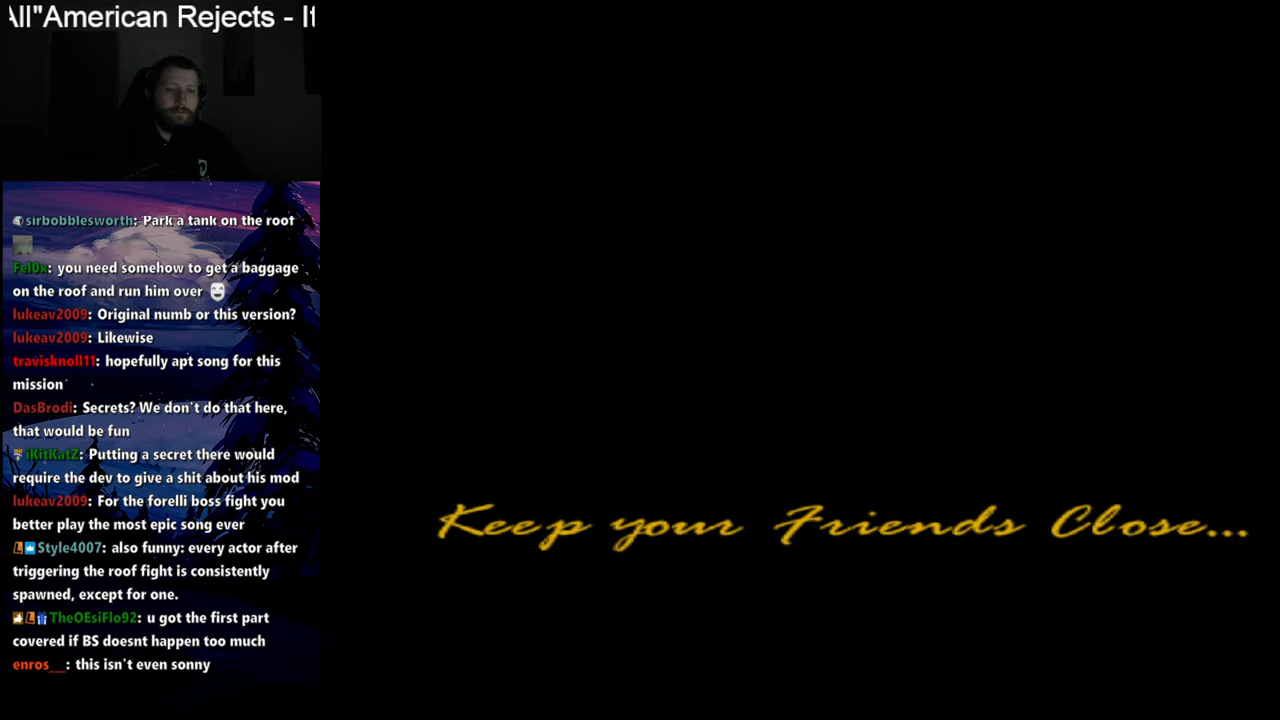 All"American Rejects - It
sirbobblesworth: Park a tank on the roof
Fel0x: you need somehow to get a baggage
on the roof and run him over
lukeav2009: Original numb or this version?
lukeav2009: Likewise
travisknoll11: hopefully apt song for this
mission
DasBrodi: Secrets? We don't do that here,
that would be fun
iKitKatZ: Putting a secret there would
require the dev to give a shit about his mod
lukeav2009: For the forelli boss fight you
better play the most epic song ever
Style4007: also funny: every actor after
triggering the roof fight is consistently
spawned, except for one.
TheOEsiFlo92: u got the first part
covered if BS doesnt happen too much
enros__: this isn't even sonny
Keep your Friends Close...